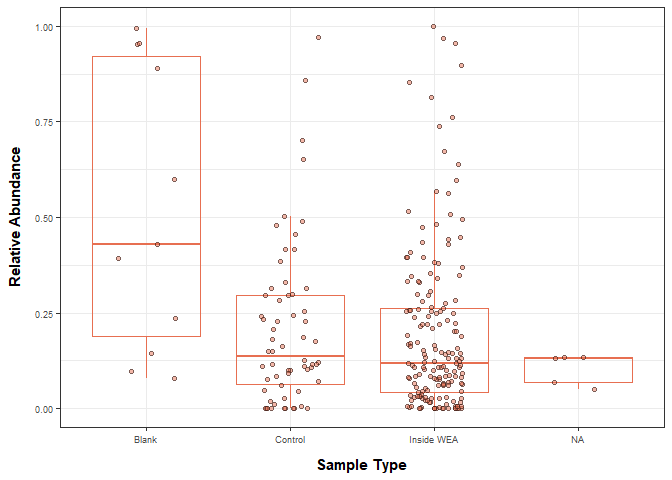 1.00
0.75
0.50
0.25
0.00
Relative Abundance
Blank
Control
Inside WEA
NA
Sample Type